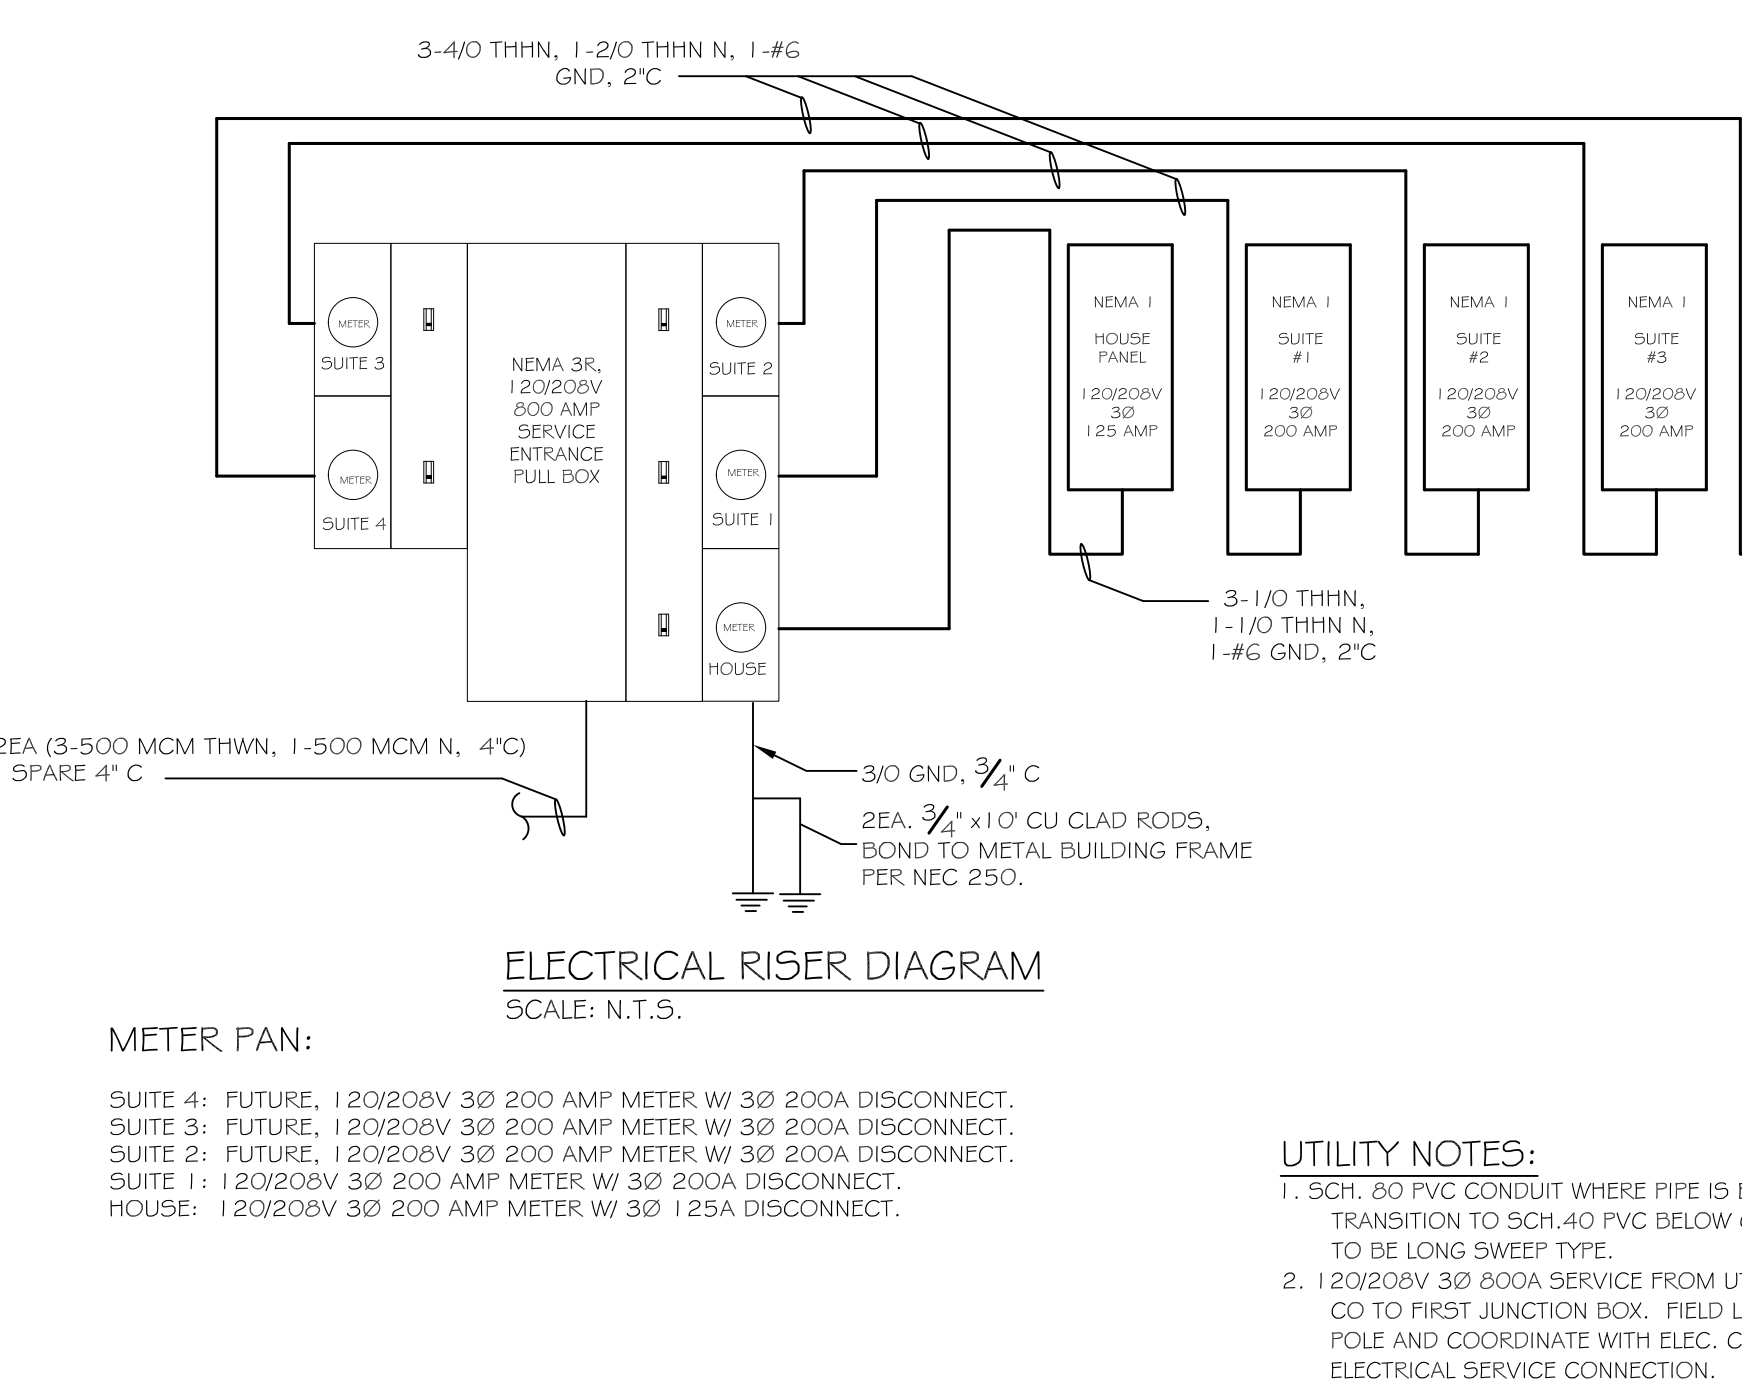 3-4/0 THHN, 1-2/0 THHN N, 1-#6
GND, 2"C
METER
SUITE 3
METER
SUITE 4
NEMA 3R,
120/208V
800 AMP
SERVICE
ENTRANCE
PULL BOX
METER
SUITE 2
METER
SUITE 1
METER
HOUSE
NEMA 1
HOUSE
PANEL
120/208V
3Ø
125 AMP
NEMA 1
SUITE
#1
120/208V
3Ø
200 AMP
NEMA 1
SUITE
#2
120/208V
3Ø
200 AMP
NEMA 1
SUITE
#3
120/208V
3Ø
200 AMP
3-1/0 THHN,
1-1/0 THHN N,
1-#6 GND, 2"C
2EA (3-500 MCM THWN, 1-500 MCM N, 4"C)
SPARE 4" C
3/0 GND, 3/4" C
2EA. 3/4" x10' CU CLAD RODS,
BOND TO METAL BUILDING FRAME
PER NEC 250.
ELECTRICAL RISER DIAGRAM
SCALE: N.T.S.
METER PAN:
SUITE 4: FUTURE, 120/208V 3Ø 200 AMP METER W/ 3Ø 200A DISCONNECT.
SUITE 3: FUTURE, 120/208V 3Ø 200 AMP METER W/ 3Ø 200A DISCONNECT.
SUITE 2: FUTURE, 120/208V 3Ø 200 AMP METER W/ 3Ø 200A DISCONNECT.
SUITE 1: 120/208V 3Ø 200 AMP METER W/ 3Ø 200A DISCONNECT.
HOUSE: 120/208V 3Ø 200 AMP METER W/ 3Ø 125A DISCONNECT.
UTILITY NOTES:
1. SCH. 80 PVC CONDUIT WHERE PIPE IS
TRANSITION TO SCH.40 PVC BELOW
TO BE LONG SWEEP TYPE.
2. 120/208V 3Ø 800A SERVICE FROM
CO TO FIRST JUNCTION BOX. FIELD
POLE AND COORDINATE WITH ELEC.
ELECTRICAL SERVICE CONNECTION.